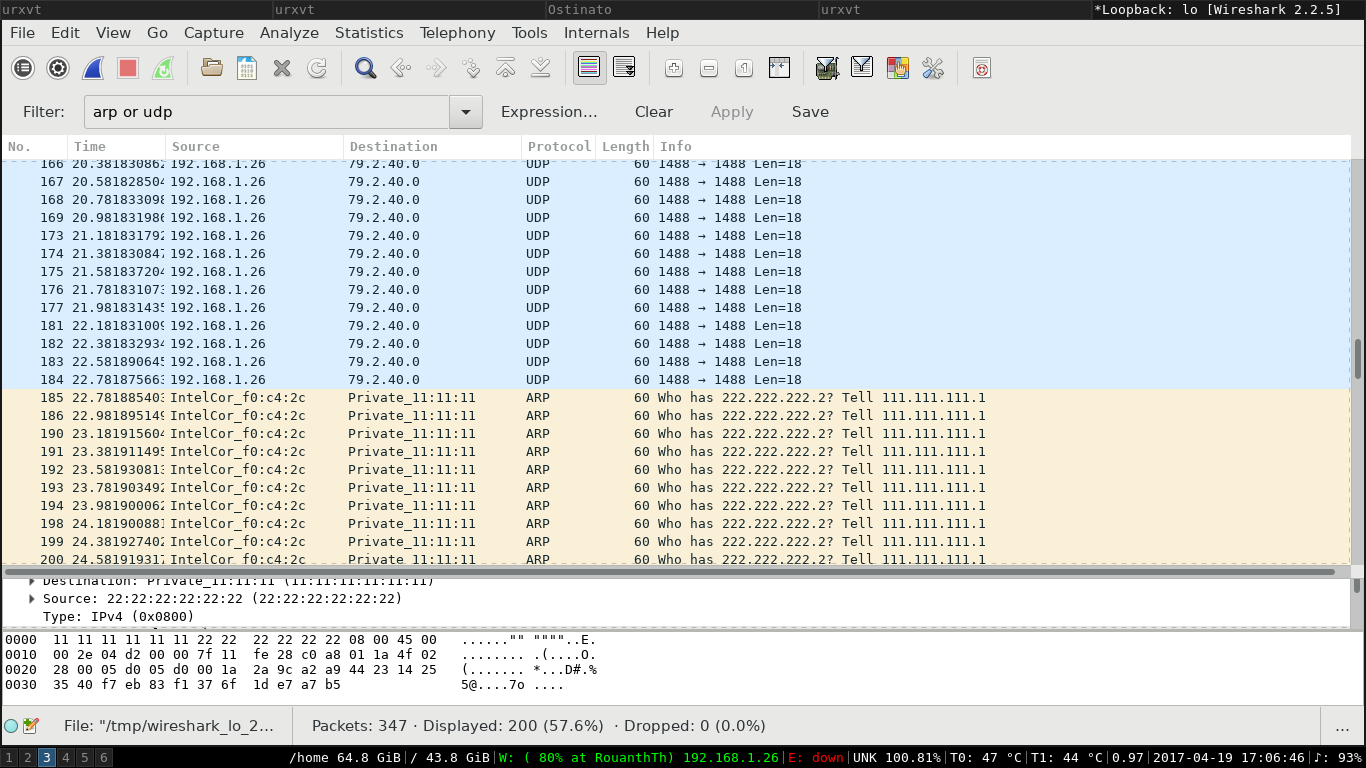 urxvt urxvt Ostinato urxvt *Loopback: lo [Wireshark 2.2.5]
File Edit View Go Capture Analyze Statistics Telephony Tools Internals Help
Filter: arp or udp Expression... Clear Apply Save
No. Time Source Destination Protocol Length Info
166 20.381830862 192.168.1.26 79.2.40.0 UDP 60 1488 → 1488 Len=18
167 20.581828504 192.168.1.26 79.2.40.0 UDP 60 1488 → 1488 Len=18
168 20.781833098 192.168.1.26 79.2.40.0 UDP 60 1488 → 1488 Len=18
169 20.981831986 192.168.1.26 79.2.40.0 UDP 60 1488 → 1488 Len=18
173 21.181831792 192.168.1.26 79.2.40.0 UDP 60 1488 → 1488 Len=18
174 21.381830847 192.168.1.26 79.2.40.0 UDP 60 1488 → 1488 Len=18
175 21.581837204 192.168.1.26 79.2.40.0 UDP 60 1488 → 1488 Len=18
176 21.781831073 192.168.1.26 79.2.40.0 UDP 60 1488 → 1488 Len=18
177 21.981831435 192.168.1.26 79.2.40.0 UDP 60 1488 → 1488 Len=18
181 22.181831009 192.168.1.26 79.2.40.0 UDP 60 1488 → 1488 Len=18
182 22.381832934 192.168.1.26 79.2.40.0 UDP 60 1488 → 1488 Len=18
183 22.581890645 192.168.1.26 79.2.40.0 UDP 60 1488 → 1488 Len=18
184 22.781875663 192.168.1.26 79.2.40.0 UDP 60 1488 → 1488 Len=18
185 22.781885403 IntelCor_f0:c4:2c Private_11:11:11 ARP 60 Who has 222.222.222.2? Tell 111.111.111.1
186 22.981895149 IntelCor_f0:c4:2c Private_11:11:11 ARP 60 Who has 222.222.222.2? Tell 111.111.111.1
190 23.181915604 IntelCor_f0:c4:2c Private_11:11:11 ARP 60 Who has 222.222.222.2? Tell 111.111.111.1
191 23.381911495 IntelCor_f0:c4:2c Private_11:11:11 ARP 60 Who has 222.222.222.2? Tell 111.111.111.1
192 23.581930813 IntelCor_f0:c4:2c Private_11:11:11 ARP 60 Who has 222.222.222.2? Tell 111.111.111.1
193 23.781903492 IntelCor_f0:c4:2c Private_11:11:11 ARP 60 Who has 222.222.222.2? Tell 111.111.111.1
194 23.981900062 IntelCor_f0:c4:2c Private_11:11:11 ARP 60 Who has 222.222.222.2? Tell 111.111.111.1
198 24.181900881 IntelCor_f0:c4:2c Private_11:11:11 ARP 60 Who has 222.222.222.2? Tell 111.111.111.1
199 24.381927402 IntelCor_f0:c4:2c Private_11:11:11 ARP 60 Who has 222.222.222.2? Tell 111.111.111.1
200 24.581919317 IntelCor_f0:c4:2c Private_11:11:11 ARP 60 Who has 222.222.222.2? Tell 111.111.111.1
Destination: Private_11:11:11 (11:11:11:11:11:11)
Source: 22:22:22:22:22:22 (22:22:22:22:22:22)
Type: IPv4 (0x0800)
0000 11 11 11 11 11 11 22 22 22 22 22 22 08 00 45 00 ......"" """"..E.
0010 00 2e 04 d2 00 00 7f 11 fe 28 c0 a8 01 1a 4f 02 ........ .(....O.
0020 28 00 05 d0 05 d0 00 1a 2a 9c a2 a9 44 23 14 25 (....... *...D#.%
0030 35 40 f7 eb 83 f1 37 6f 1d e7 a7 b5 5@....7o ....
File: "/tmp/wireshark_lo_2... Packets: 347 · Displayed: 200 (57.6%) · Dropped: 0 (0.0%) ...
1 2 3 4 5 6 /home 64.8 GiB|/ 43.8 GiB|W: ( 80% at RouanthTh) 192.168.1.26|E: down|UNK 100.81%|T0: 47 °C|T1: 44 °C|0.97|2017-04-19 17:06:46|♪: 93%